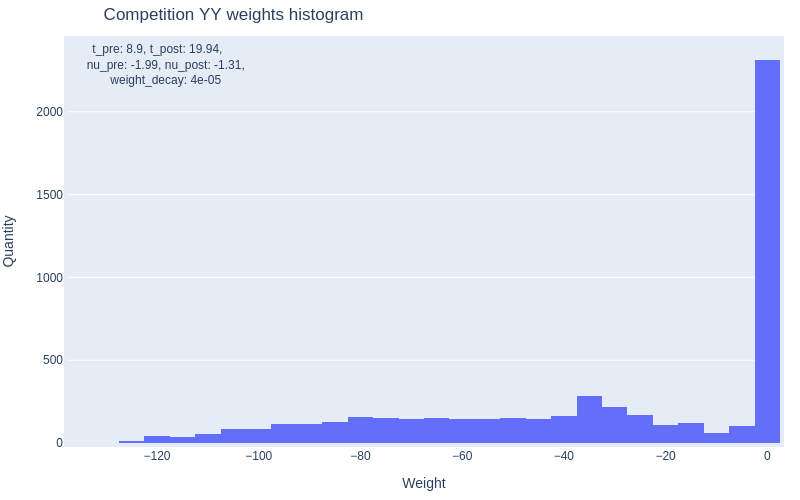 Competition YY weights histogram
t_pre: 8.9, t_post: 19.94,
nu_pre: -1.99, nu_post: -1.31,
weight_decay: 4e-05
Quantity
2000
1500
1000
500
0
−120
−100
−80
−60
−40
−20
0
Weight